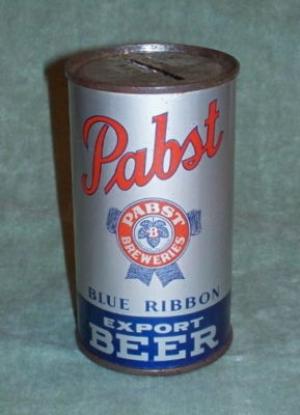 Pabst
PABST
B
BREWERIES
BLUE RIBBON
EXPORT
BEER